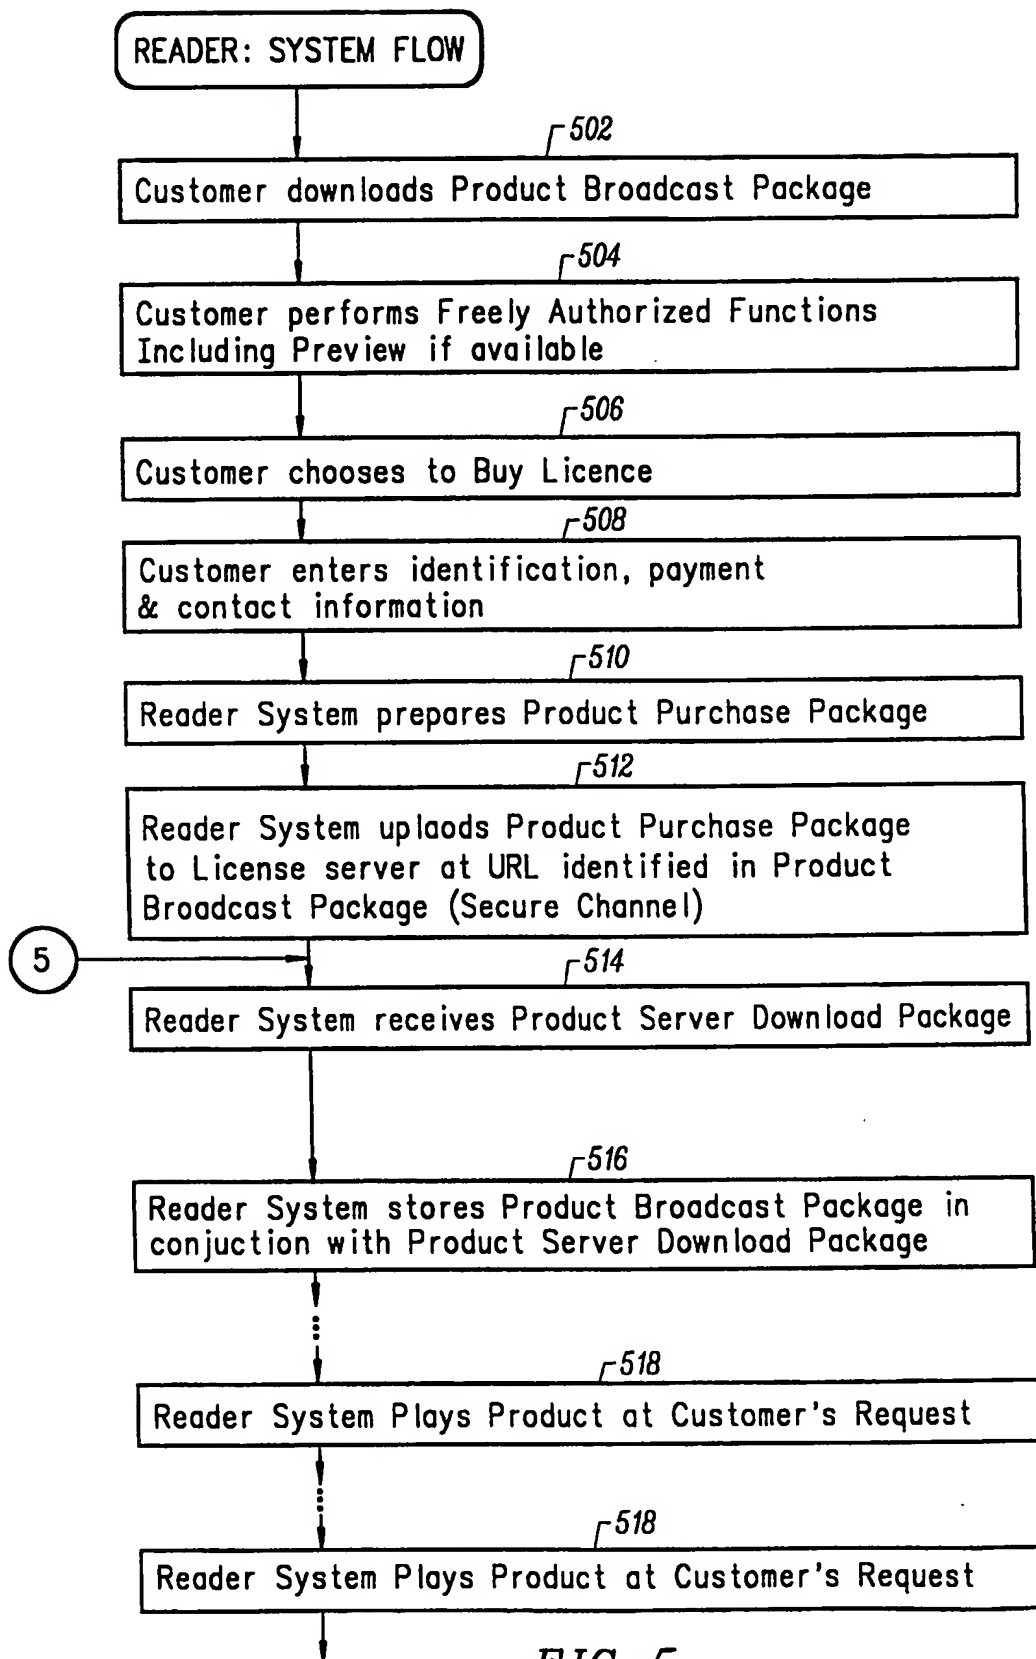 READER: SYSTEM FLOW
502
Customer downloads Product Broadcast Package
504
Customer performs Freely Authorized Functions
Including Preview if available
506
Customer chooses to Buy Licence
508
Customer enters identification, payment
& contact information
510
Reader System prepares Product Purchase Package
512
Reader System uplaods Product Purchase Package
to License server at URL identified in Product
Broadcast Package (Secure Channel)
5
514
Reader System receives Product Server Download Package
516
Reader System stores Product Broadcast Package in
conjuction with Product Server Download Package
518
Reader System Plays Product at Customer's Request
518
Reader System Plays Product at Customer's Request
FIG. 5